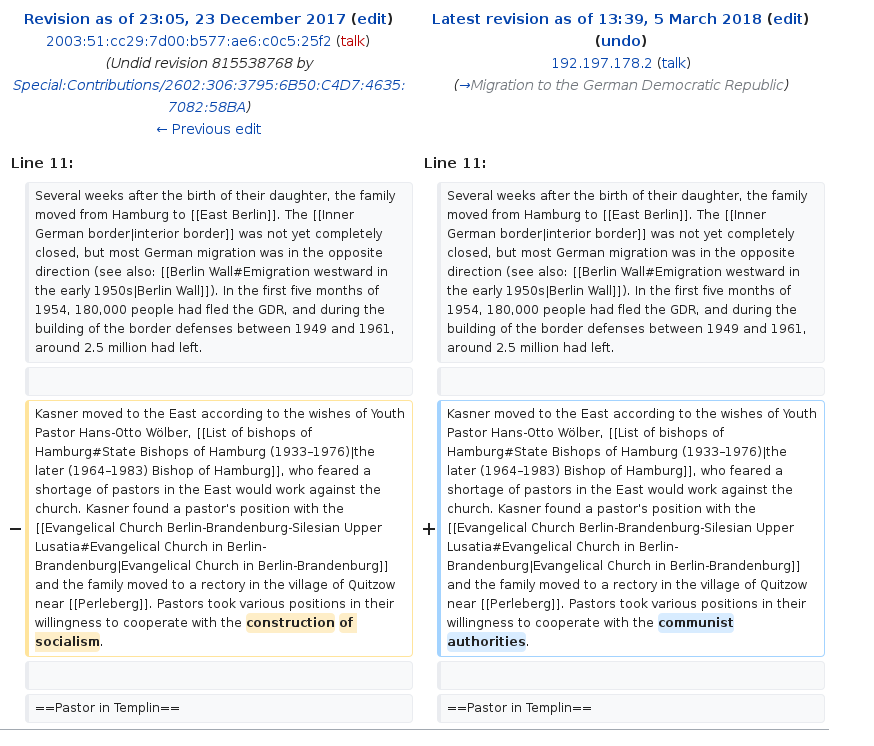 Revision as of 23:05, 23 December 2017 (edit)
2003:51:cc29:7d00:b577:ae6:c0c5:25f2 (talk)
(Undid revision 815538768 by
Special:Contributions/2602:306:3795:6B50:C4D7:4635:
7082:58BA)
← Previous edit
Latest revision as of 13:39, 5 March 2018 (edit)
(undo)
192.197.178.2 (talk)
(→Migration to the German Democratic Republic)
Line 11:
Several weeks after the birth of their daughter, the family
moved from Hamburg to [[East Berlin]]. The [[Inner
German border|interior border]] was not yet completely
closed, but most German migration was in the opposite
direction (see also: [[Berlin Wall#Emigration westward in
the early 1950s|Berlin Wall]]). In the first five months of
1954, 180,000 people had fled the GDR, and during the
building of the border defenses between 1949 and 1961,
around 2.5 million had left.
−
Kasner moved to the East according to the wishes of Youth
Pastor Hans-Otto Wölber, [[List of bishops of
Hamburg#State Bishops of Hamburg (1933–1976)|the
later (1964–1983) Bishop of Hamburg]], who feared a
shortage of pastors in the East would work against the
church. Kasner found a pastor's position with the
[[Evangelical Church Berlin-Brandenburg-Silesian Upper
Lusatia#Evangelical Church in Berlin-
Brandenburg|Evangelical Church in Berlin-Brandenburg]]
and the family moved to a rectory in the village of Quitzow
near [[Perleberg]]. Pastors took various positions in their
willingness to cooperate with the construction of
socialism.
==Pastor in Templin==
Line 11:
Several weeks after the birth of their daughter, the family
moved from Hamburg to [[East Berlin]]. The [[Inner
German border|interior border]] was not yet completely
closed, but most German migration was in the opposite
direction (see also: [[Berlin Wall#Emigration westward in
the early 1950s|Berlin Wall]]). In the first five months of
1954, 180,000 people had fled the GDR, and during the
building of the border defenses between 1949 and 1961,
around 2.5 million had left.
+
Kasner moved to the East according to the wishes of Youth
Pastor Hans-Otto Wölber, [[List of bishops of
Hamburg#State Bishops of Hamburg (1933–1976)|the
later (1964–1983) Bishop of Hamburg]], who feared a
shortage of pastors in the East would work against the
church. Kasner found a pastor's position with the
[[Evangelical Church Berlin-Brandenburg-Silesian Upper
Lusatia#Evangelical Church in Berlin-
Brandenburg|Evangelical Church in Berlin-Brandenburg]]
and the family moved to a rectory in the village of Quitzow
near [[Perleberg]]. Pastors took various positions in their
willingness to cooperate with the communist
authorities.
==Pastor in Templin==